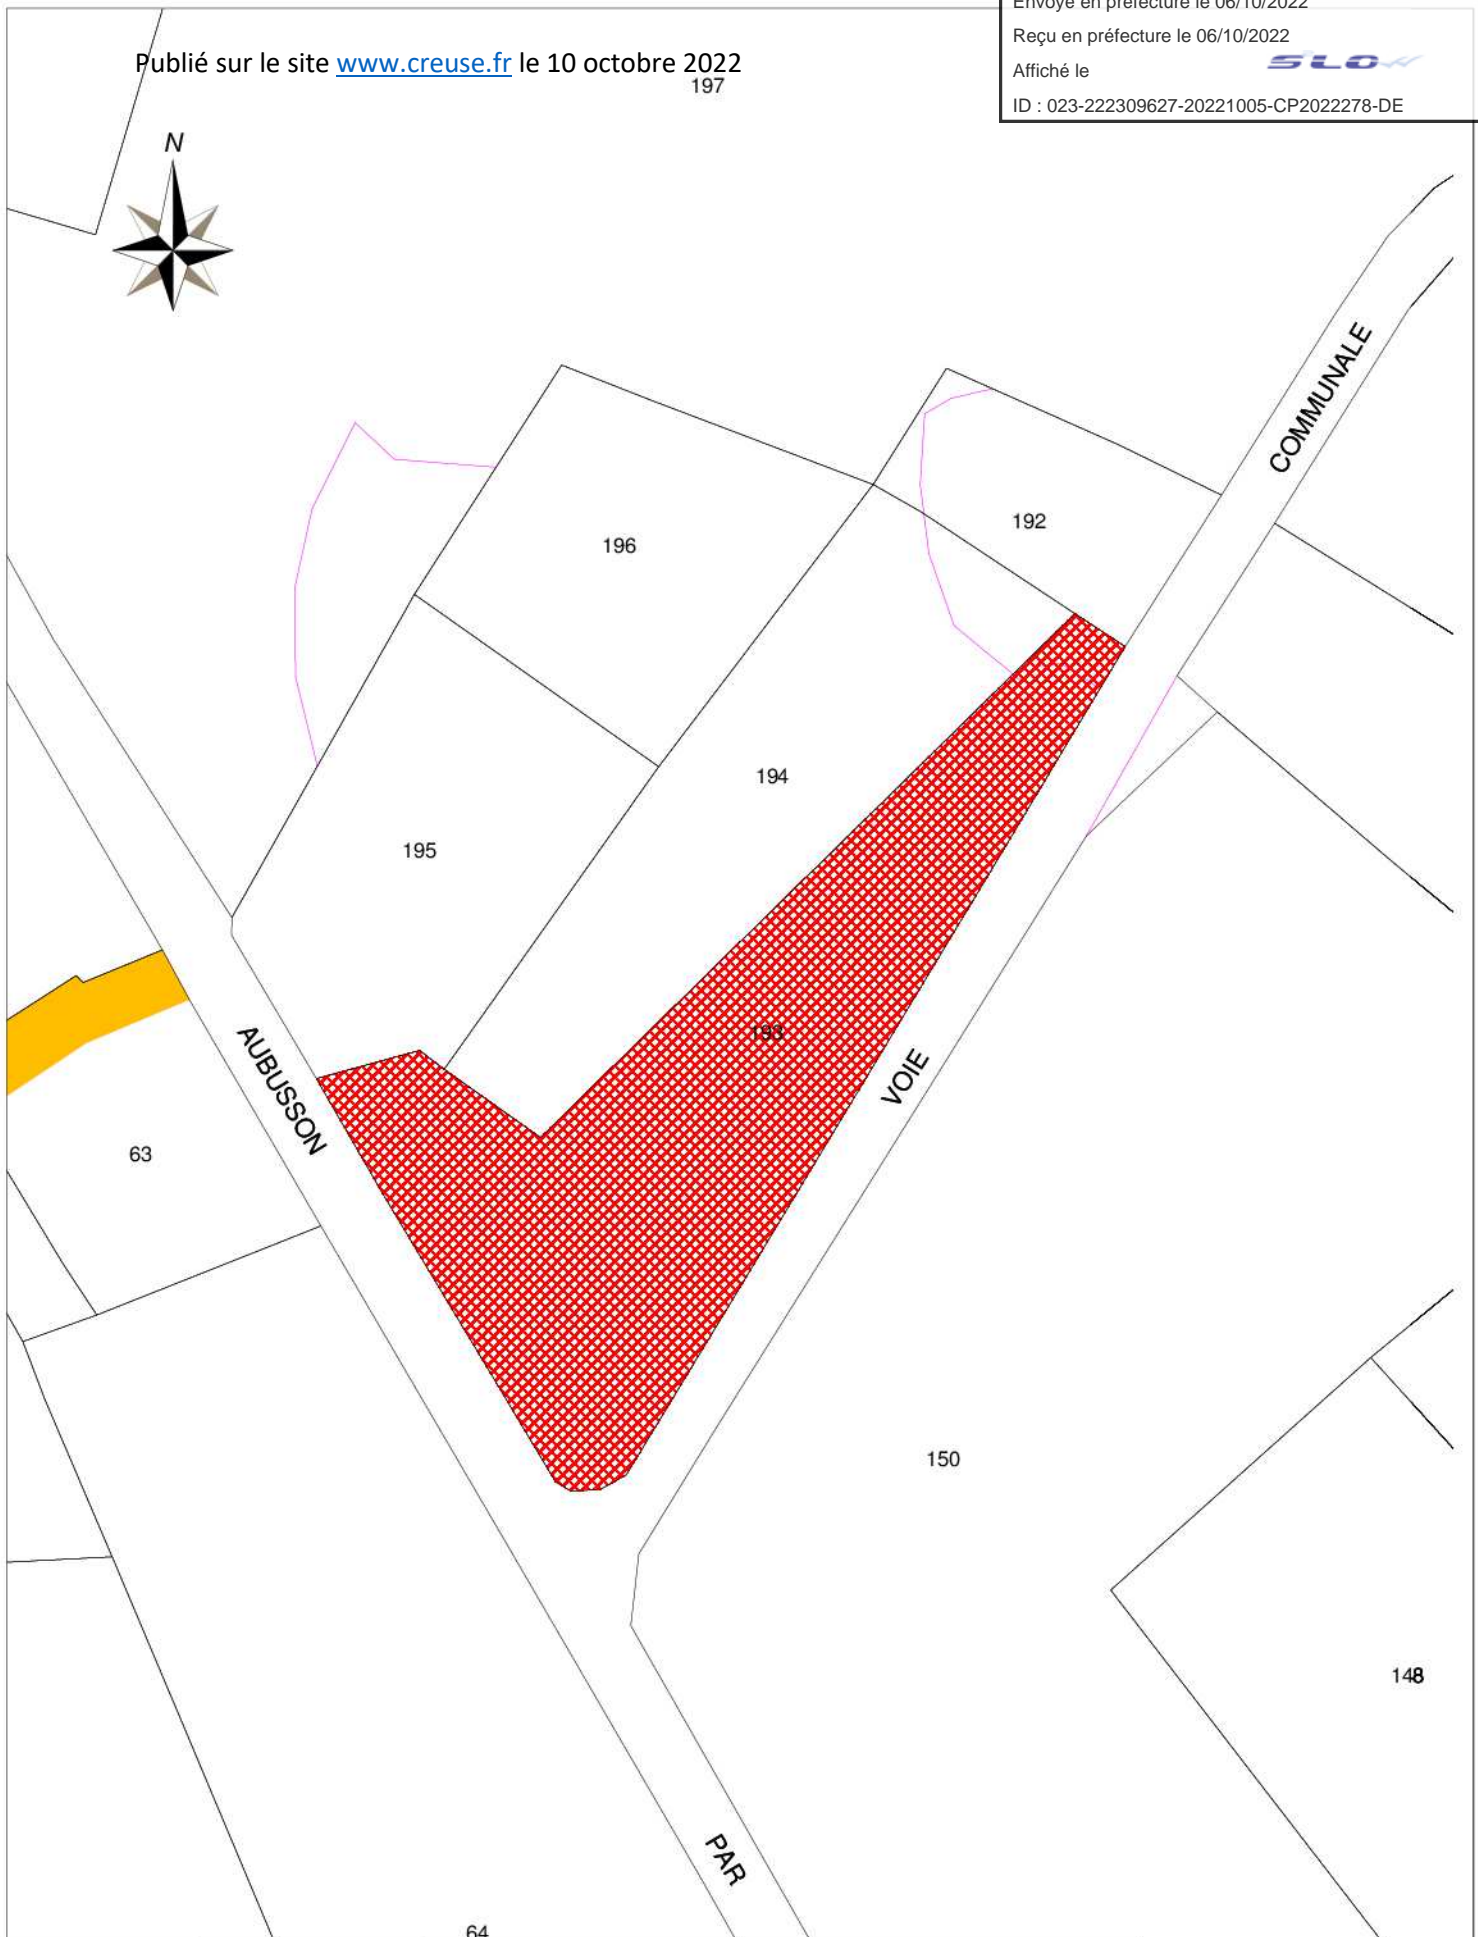 Envoyé en préfecture le 06/10/2022
Reçu en préfecture le 06/10/2022
Affiché le
SLOW
ID : 023-222309627-20221005-CP2022278-DE
Publié sur le site www.creuse.fr le 10 octobre 2022
197
N
COMMUNALE
192
196
194
195
193
AUBUSSON
VOIE
63
150
148
PAR
64